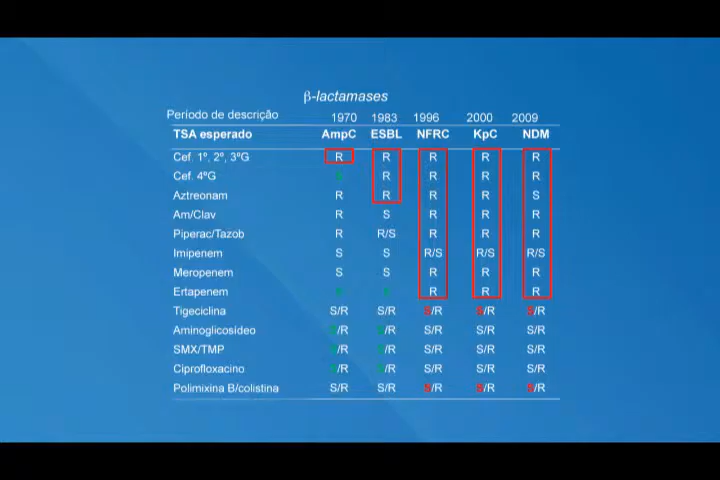 β-lactamases
Período de descrição 1970 1983 1996 2000 2009
TSA esperado AmpC ESBL NFRC KpC NDM
Cef. 1º, 2º, 3ºG R R R R R
Cef. 4ºG R R R R
Aztreonam R R R R S
Am/Clav R S R R R
Piperac/Tazob R R/S R R R
Imipenem S S R/S R/S R/S
Meropenem S S R R R
Ertapenem R R R
Tigeciclina S/R S/R S/R S/R S/R
Aminoglicosídeo S/R S/R S/R S/R S/R
SMX/TMP S/R S/R S/R S/R S/R
Ciprofloxacino S/R S/R S/R S/R S/R
Polimixina B/colistina S/R S/R S/R S/R S/R